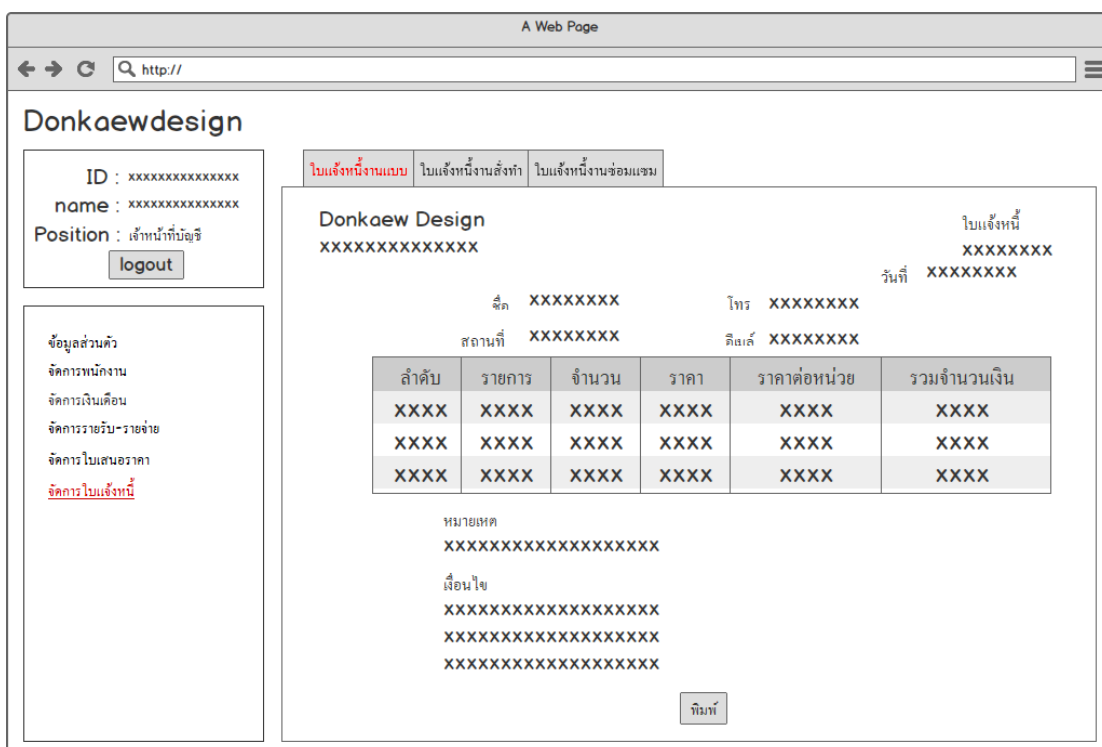 A Web Page
http://
Donkaewdesign
ID : xxxxxxxxxxxxxxx
name : xxxxxxxxxxxxxxx
Position : เจ้าหน้าที่บัญชี
logout
ข้อมูลส่วนตัว
จัดการพนักงาน
จัดการเงินเดือน
จัดการรายรับ-รายจ่าย
จัดการใบเสนอราคา
จัดการใบแจ้งหนี้
ใบแจ้งหนี้งานแบบ ใบแจ้งหนี้งานสั่งทำ ใบแจ้งหนี้งานซ่อมแซม
Donkaew Design
xxxxxxxxxxxxxx
ใบแจ้งหนี้
xxxxxxxx
วันที่ xxxxxxxx
xxxxxxxx โทร xxxxxxxx
สถานที่ xxxxxxxx อีเมล์ xxxxxxxx
ลำดับ รายการ จำนวน ราคา ราคาต่อหน่วย รวมจำนวนเงิน
xxxx xxxx xxxx xxxx xxxx xxxx
xxxx xxxx xxxx xxxx xxxx xxxx
xxxx xxxx xxxx xxxx xxxx xxxx
หมายเหต
xxxxxxxxxxxxxxxxxxx
เงื่อนไข
xxxxxxxxxxxxxxxxxxx
xxxxxxxxxxxxxxxxxxx
xxxxxxxxxxxxxxxxxxx
พิมพ์